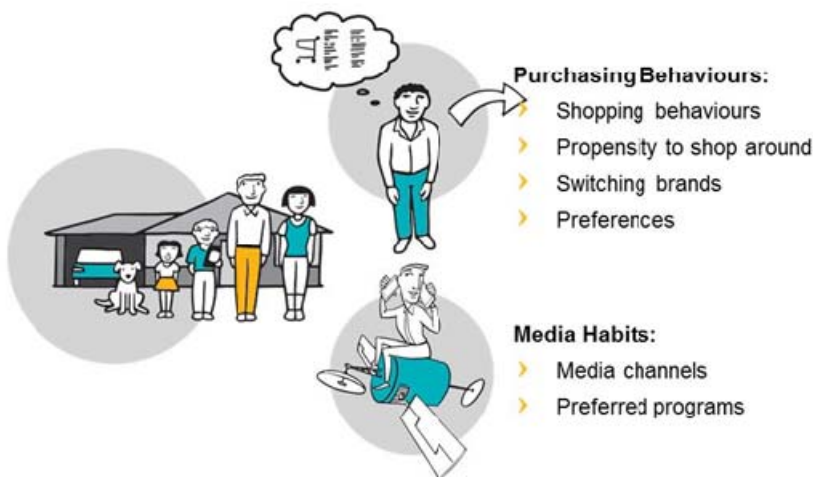 Purchasing Behaviours:
Shopping behaviours
Propensity to shop around
Switching brands
Preferences
Media Habits:
Media channels
Preferred programs